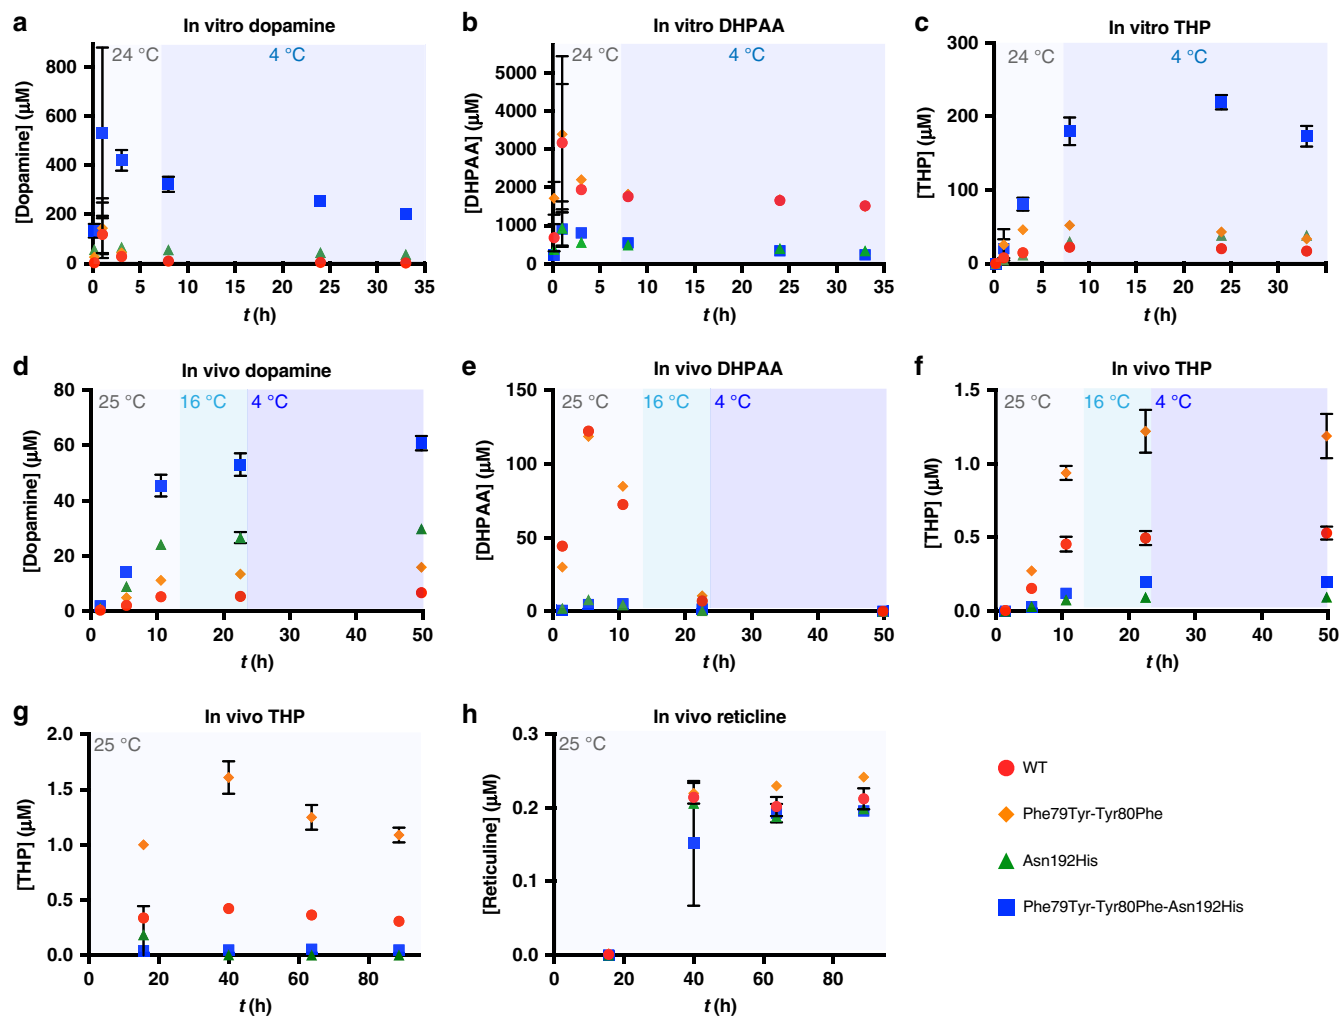 a In vitro dopamine
24 °C 4 °C
[Dopamine] (μM)
800
600
400
200
0
0 5 10 15 20 25 30 35
t (h)
b In vitro DHPAA
24 °C 4 °C
[DHPAA] (μM)
5000
4000
3000
2000
1000
0
0 5 10 15 20 25 30 35
t (h)
c In vitro THP
24 °C 4 °C
[THP] (μM)
300
200
100
0
0 5 10 15 20 25 30
t (h)
d In vivo dopamine
25 °C 16 °C 4 °C
[Dopamine] (μM)
80
60
40
20
0
0 10 20 30 40 50
t (h)
e In vivo DHPAA
25 °C 16 °C 4 °C
[DHPAA] (μM)
150
100
50
0
0 10 20 30 40 50
t (h)
f In vivo THP
25 °C 16 °C 4 °C
[THP] (μM)
1.5
1.0
0.5
0.0
0 10 20 30 40 50
t (h)
g In vivo THP
25 °C
[THP] (μM)
2.0
1.5
1.0
0.5
0.0
0 20 40 60 80
t (h)
h In vivo reticline
25 °C
[Reticuline] (μM)
0.3
0.2
0.1
0.0
0 20 40 60 80
t (h)
WT
Phe79Tyr-Tyr80Phe
Asn192His
Phe79Tyr-Tyr80Phe-Asn192His